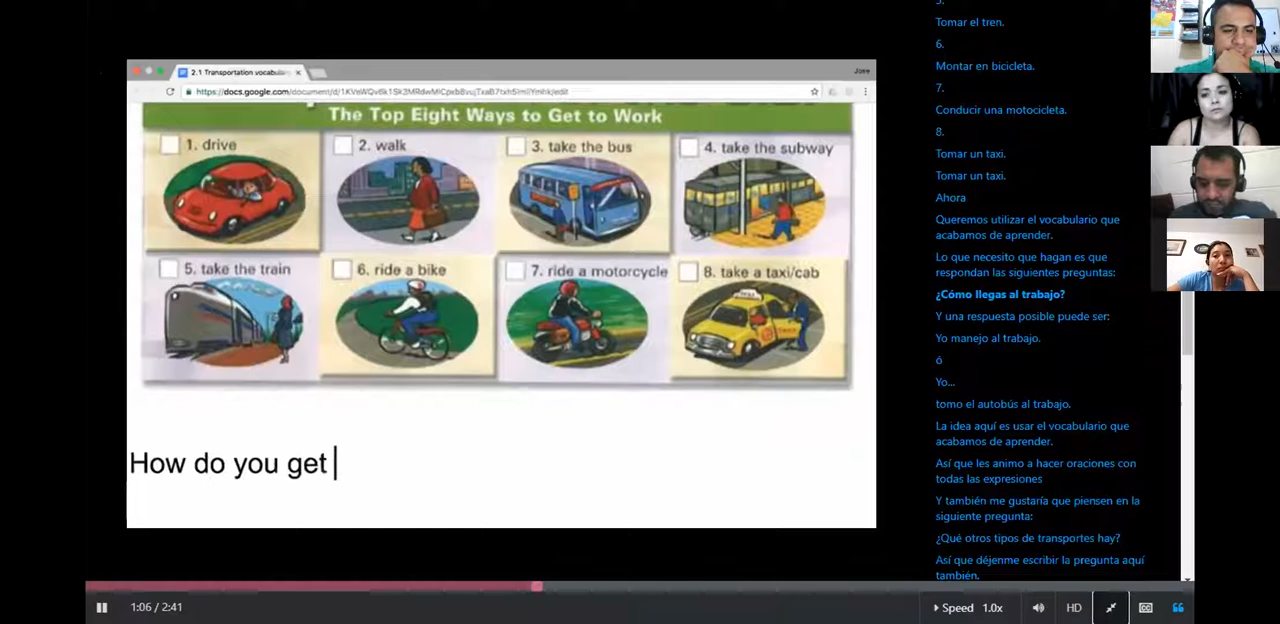 2.1 Transportation vocabula
Jose
The Top Eight Ways to Get to Work
1. drive
2. walk
3. take the bus
4. take the subway
5. take the train
6. ride a bike
7. ride a motorcycle
8. take a taxi/cab
How do you get
1:06 / 2:41
Speed 1.0x
HD
CC
Tomar el tren.
6.
Montar en bicicleta.
7.
Conducir una motocicleta.
8.
Tomar un taxi.
Tomar un taxi.
Ahora
Queremos utilizar el vocabulario que
acabamos de aprender.
Lo que necesito que hagan es que
respondan las siguientes preguntas:
¿Cómo llegas al trabajo?
Y una respuesta posible puede ser:
Yo manejo al trabajo.
ó
Yo...
tomo el autobús al trabajo.
La idea aquí es usar el vocabulario que
acabamos de aprender.
Así que les animo a hacer oraciones con
todas las expresiones
Y también me gustaría que piensen en la
siguiente pregunta:
¿Qué otros tipos de transportes hay?
Así que déjenme escribir la pregunta aquí
también.